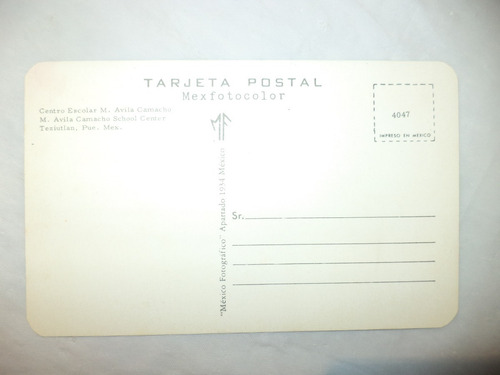 TARJETA POSTAL
Mexfotocolor
Centro Escolar M. Avila Camacho
M. Avila Camacho School Center
Teziutlan, Pue. Mex.
MF
4047
IMPRESO EN MEXICO
Sr.
"México Fotográfico" Apartado 1934 México